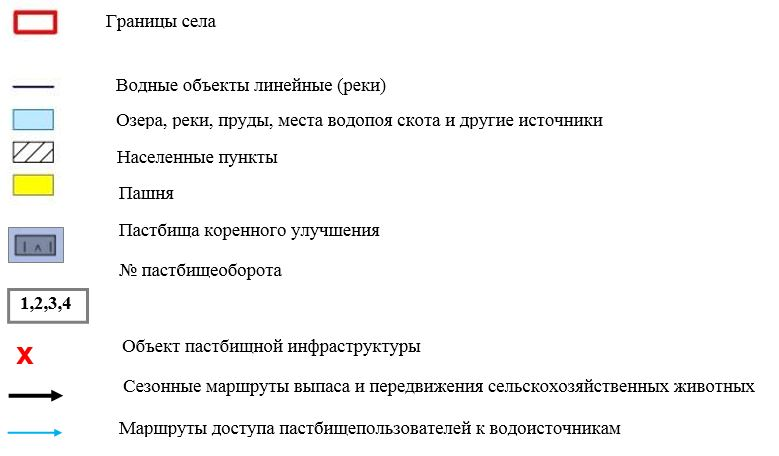 Границы села
Водные объекты линейные (реки)
Озера, реки, пруды, места водопоя скота и другие источники
Населенные пункты
Пашня
Пастбища коренного улучшения
№ пастбищеоборота
1,2,3,4
Х
Объект пастбищной инфраструктуры
Сезонные маршруты выпаса и передвижения сельскохозяйственных животных
Маршруты доступа пастбищепользователей к водоисточникам